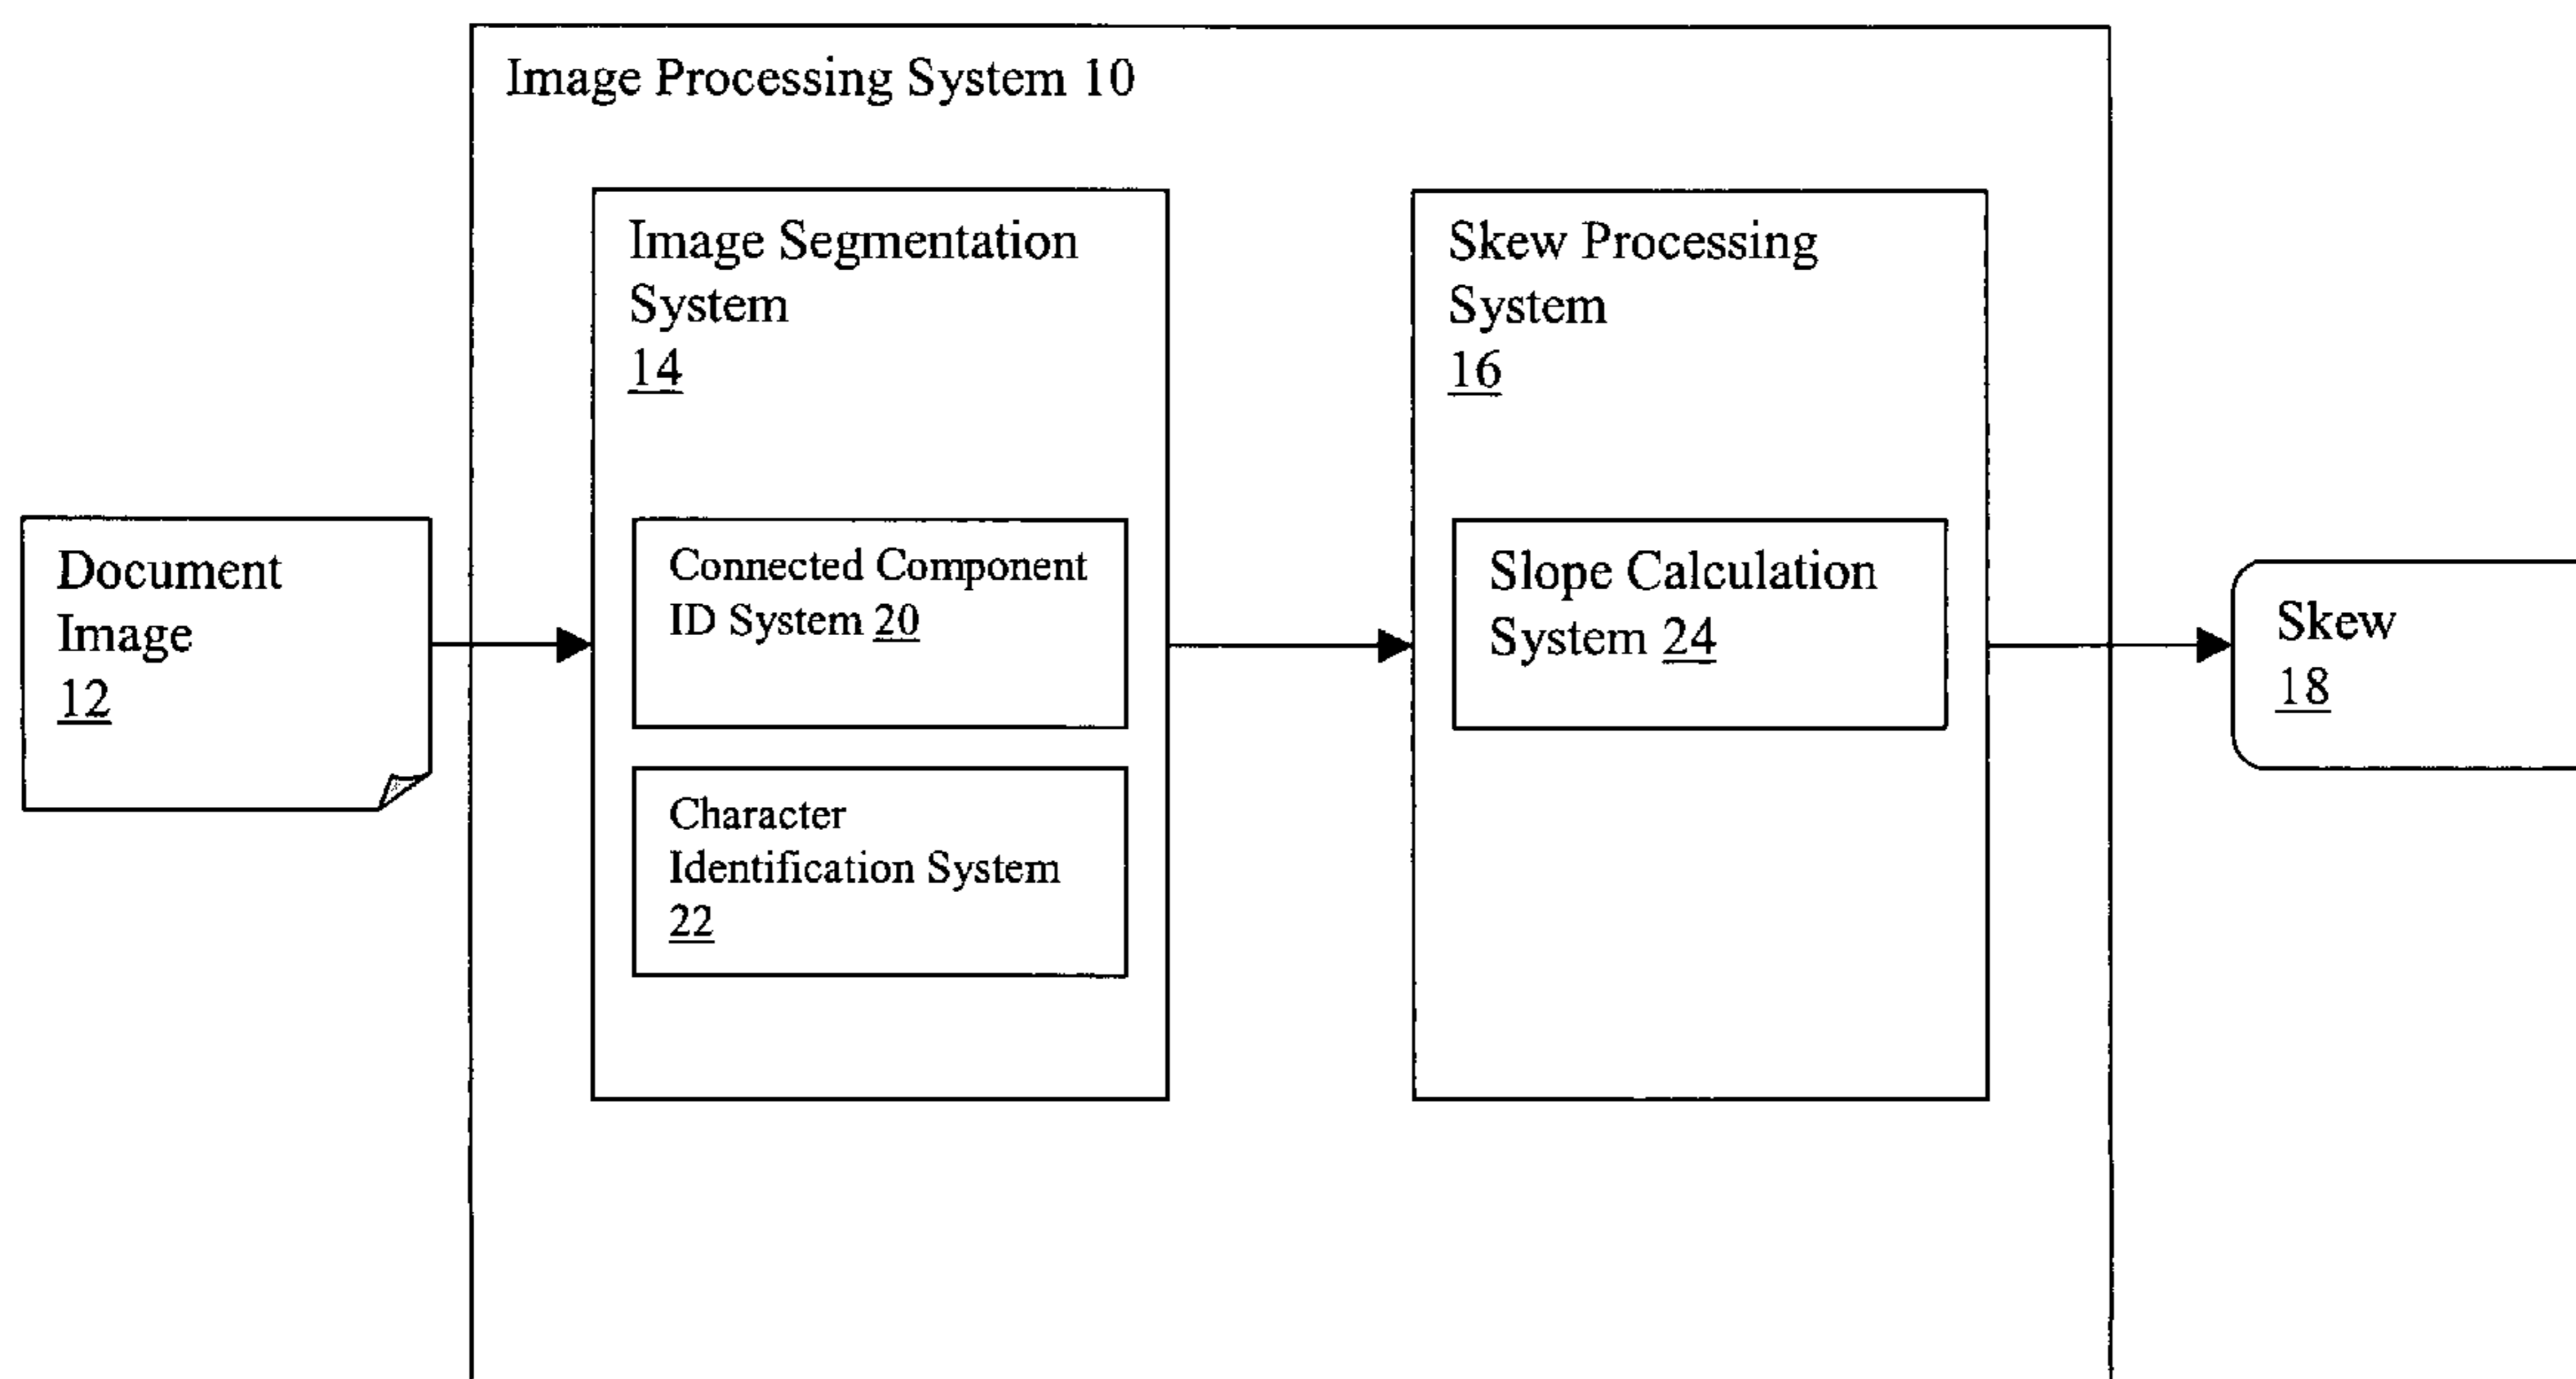 Image Processing System 10
Image Segmentation
System
14
Connected Component
ID System 20
Character
Identification System
22
Skew Processing
System
16
Slope Calculation
System 24
Document
Image
12
Skew
18